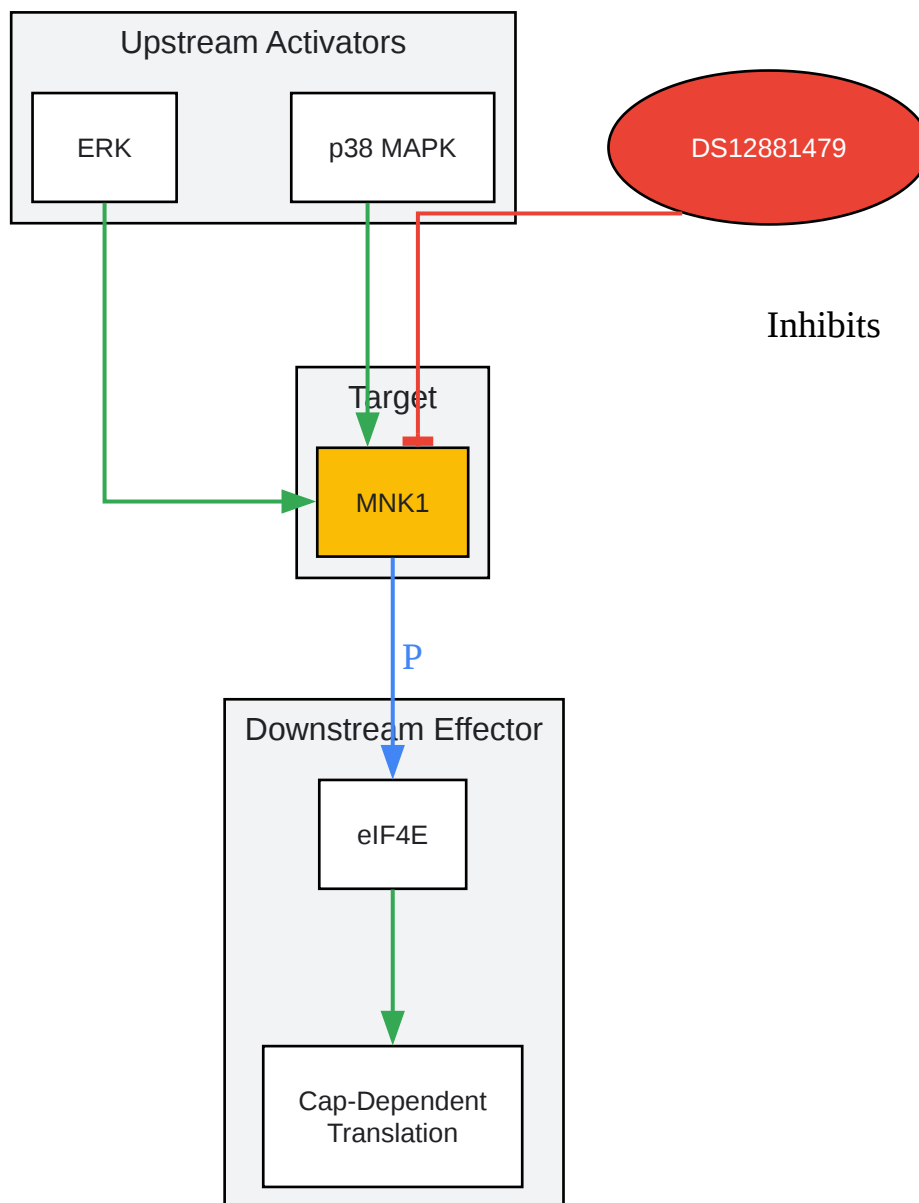 Upstream Activators
ERK
p38 MAPK
DS12881479
Inhibits
Target
MNK1
P
Downstream Effector
eIF4E
Cap-Dependent
Translation